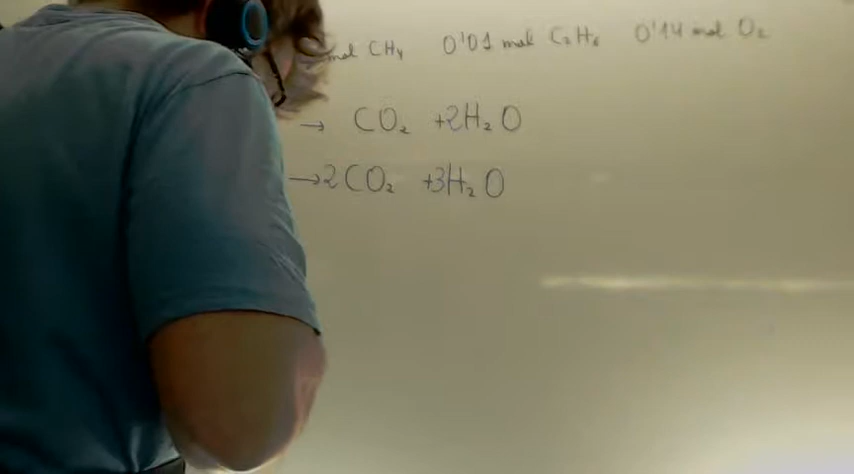 mol CH₄ 0'01 mol C₂H₆ 0'14 mol O₂
→ CO₂ +2H₂O
→2CO₂ +3H₂O